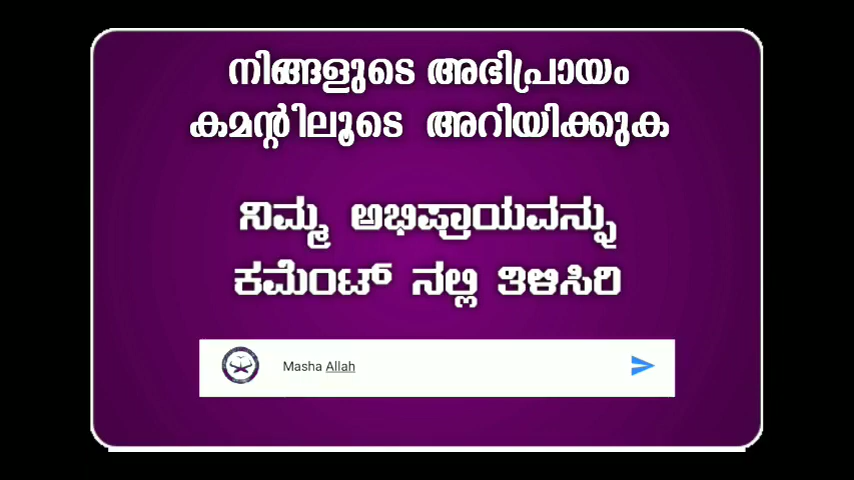 നിങ്ങളുടെ അഭിപ്രായം
കമന്റിലൂടെ അറിയിക്കുക
ನಿಮ್ಮ ಅಭಿಪ್ರಾಯವನ್ನು
ಕಮೆಂಟ್ ನಲ್ಲಿ ತಿಳಿಸಿರಿ
Masha Allah